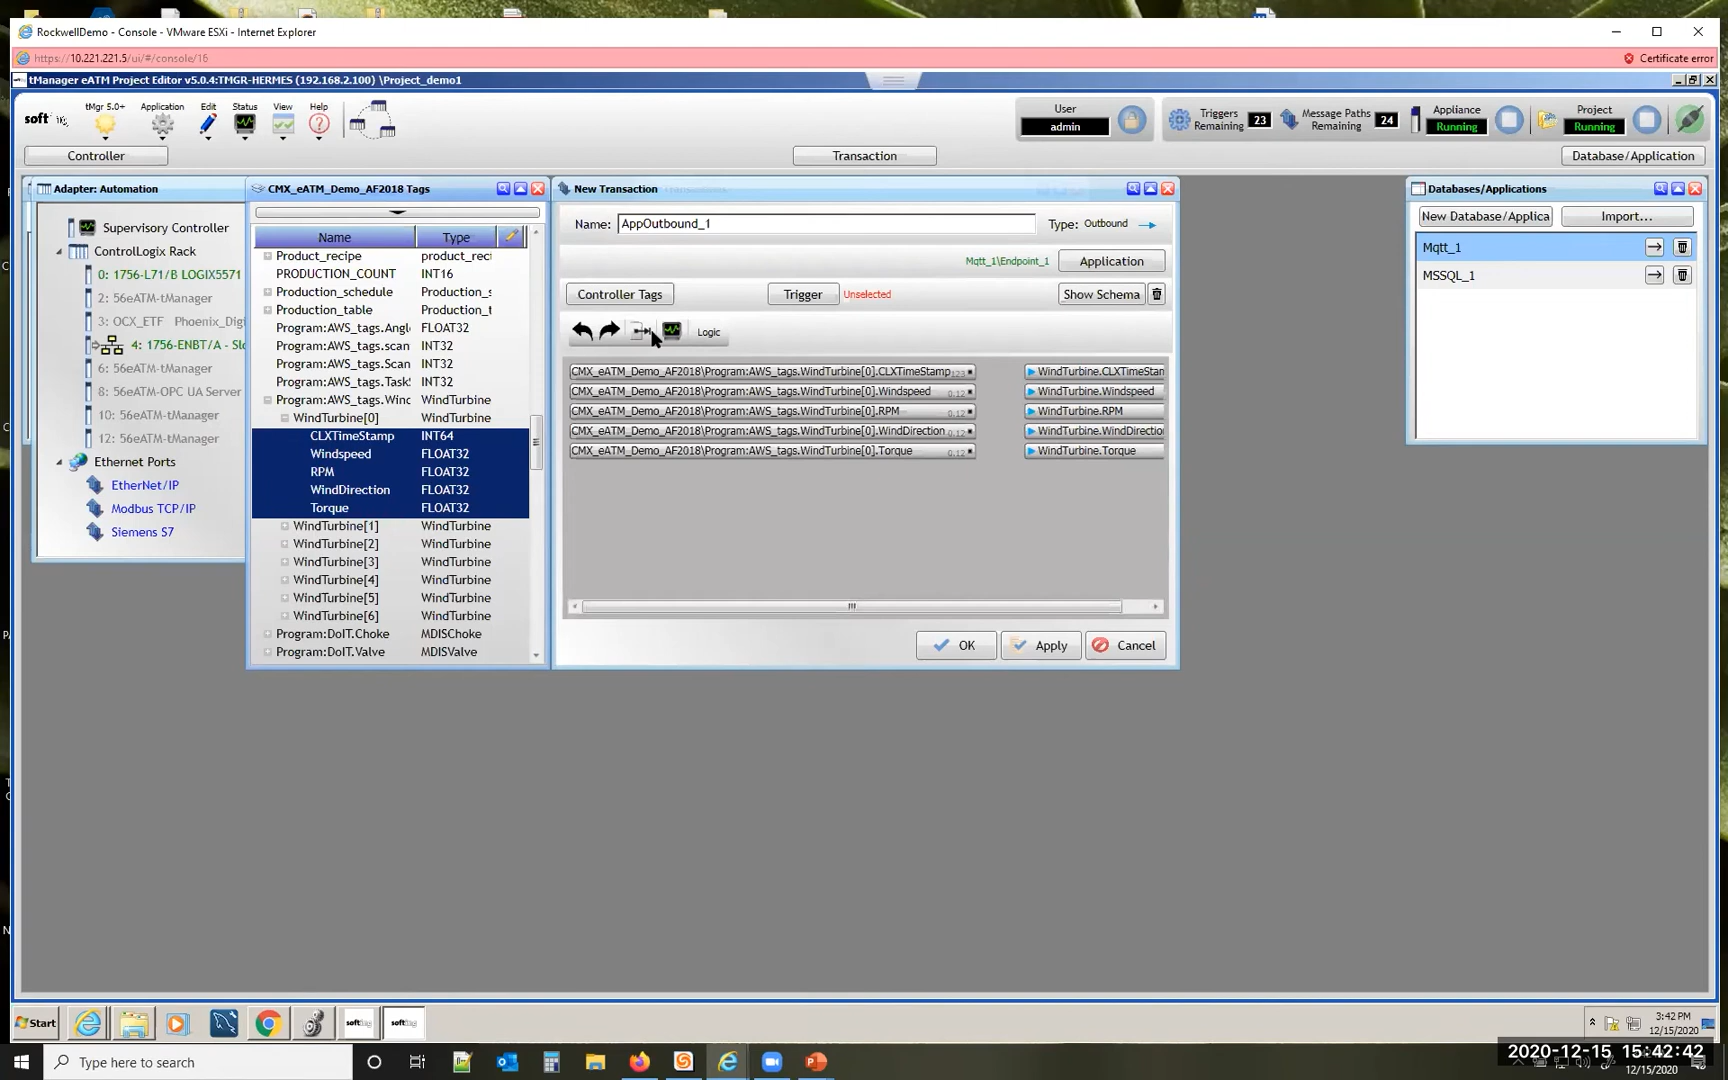 RockwellDemo - Console - VMware ESXi - Internet Explorer
https://10.221.221.5/ui/#/console/16
Certificate error
tManager eATM Project Editor v5.0.4:TMGR-HERMES (192.168.2.100) \Project_demo1
soft
tMgr 5.0+ Application Edit Status View Help
User
admin
Triggers Remaining 23
Message Paths Remaining 24
Appliance
Running
Project
Running
Controller Transaction Database/Application
Adapter: Automation
Supervisory Controller
ControlLogix Rack
0: 1756-L71/B LOGIX5571
2: 56eATM-tManager
3: OCX_ETF Phoenix_Digi
4: 1756-ENBT/A - Slo
6: 56eATM-tManager
8: 56eATM-OPC UA Server
10: 56eATM-tManager
12: 56eATM-tManager
Ethernet Ports
EtherNet/IP
Modbus TCP/IP
Siemens S7
CMX_eATM_Demo_AF2018 Tags
Name Type
Product_recipe product_reci
PRODUCTION_COUNT INT16
Production_schedule Production_s
Production_table Production_t
Program:AWS_tags.Angl FLOAT32
Program:AWS_tags.scan INT32
Program:AWS_tags.Scan INT32
Program:AWS_tags.Task INT32
Program:AWS_tags.Winc WindTurbine
WindTurbine[0] WindTurbine
CLXTimeStamp INT64
Windspeed FLOAT32
RPM FLOAT32
WindDirection FLOAT32
Torque FLOAT32
WindTurbine[1] WindTurbine
WindTurbine[2] WindTurbine
WindTurbine[3] WindTurbine
WindTurbine[4] WindTurbine
WindTurbine[5] WindTurbine
WindTurbine[6] WindTurbine
Program:DoIT.Choke MDISChoke
Program:DoIT.Valve MDISValve
New Transaction
Name: AppOutbound_1 Type: Outbound
Mqtt_1\Endpoint_1 Application
Controller Tags Trigger Unselected Show Schema
Logic
CMX_eATM_Demo_AF2018\Program:AWS_tags.WindTurbine[0].CLXTimeStamp 123 WindTurbine.CLXTimeStan
CMX_eATM_Demo_AF2018\Program:AWS_tags.WindTurbine[0].Windspeed 0.12 WindTurbine.Windspeed
CMX_eATM_Demo_AF2018\Program:AWS_tags.WindTurbine[0].RPM 0.12 WindTurbine.RPM
CMX_eATM_Demo_AF2018\Program:AWS_tags.WindTurbine[0].WindDirection 0.12 WindTurbine.WindDirectio
CMX_eATM_Demo_AF2018\Program:AWS_tags.WindTurbine[0].Torque 0.12 WindTurbine.Torque
OK Apply Cancel
Databases/Applications
New Database/Applica Import...
Mqtt_1
MSSQL_1
Start
softing
softing
3:42 PM
12/15/2020
Type here to search
2020-12-15 15:42:42
12/15/2020